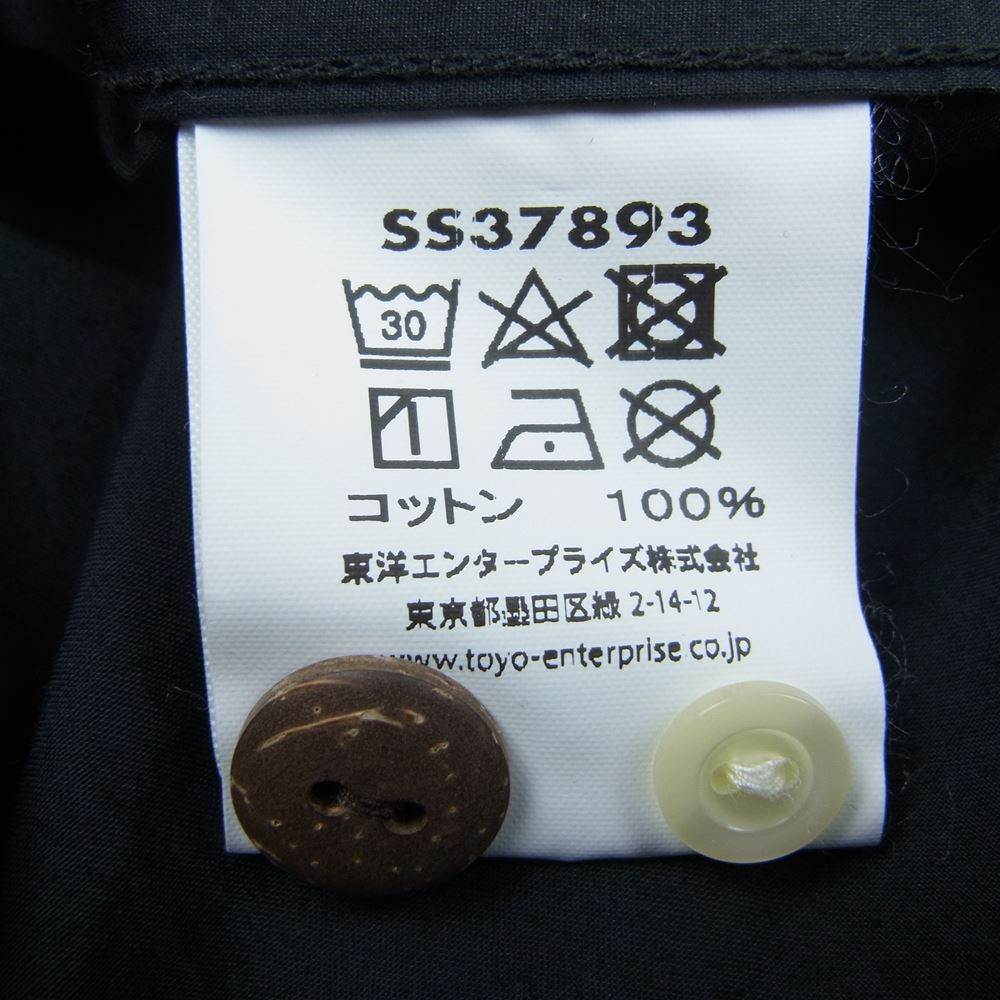 SS37893
30
コットン 100%
東洋エンタープライズ株式会社
東京都墨田区緑 2-14-12
www.toyo-enterprise.co.jp